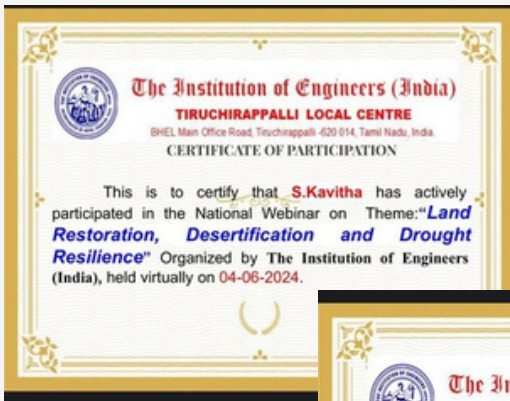 The Institution of Engineers (India)
TIRUCHIRAPPALLI LOCAL CENTRE
BHEL Main Office Road, Tiruchirappalli -620 014, Tamil Nadu, India.
CERTIFICATE OF PARTICIPATION
This is to certify that S.Kavitha has actively
participated in the National Webinar on Theme:“Land
Restoration, Desertification and Drought
Resilience” Organized by The Institution of Engineers
(India), held virtually on 04-06-2024.
The